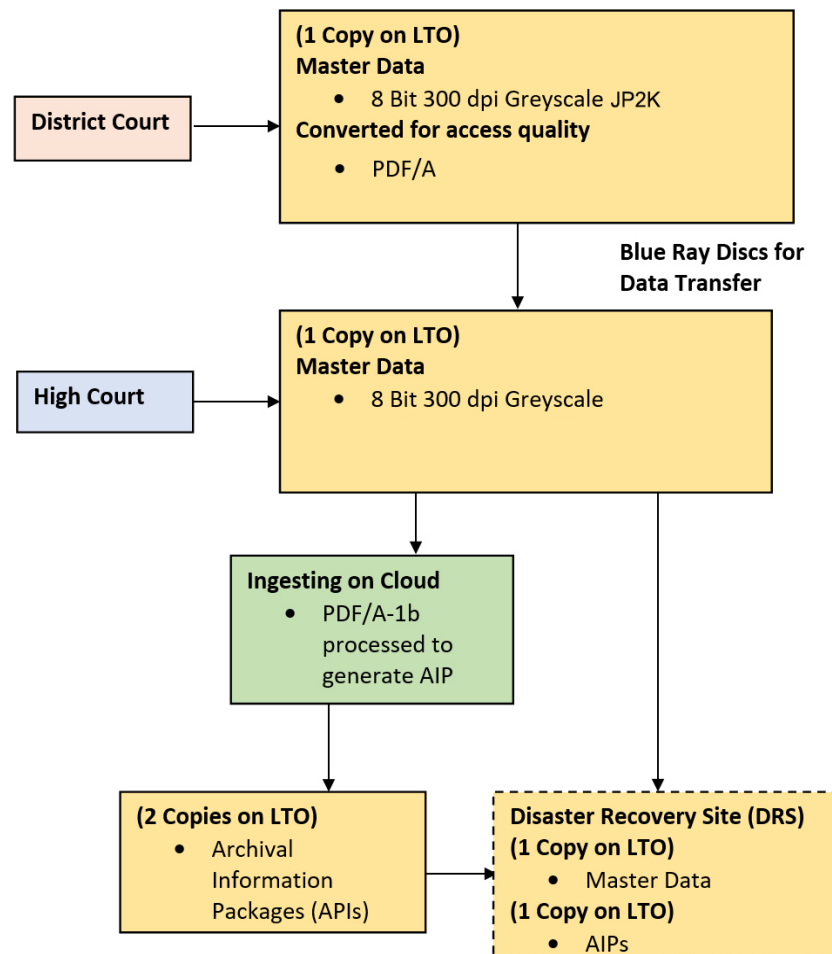 (1 Copy on LTO)
Master Data
• 8 Bit 300 dpi Greyscale JP2K
Converted for access quality
• PDF/A
District Court
Blue Ray Discs for
Data Transfer
(1 Copy on LTO)
Master Data
• 8 Bit 300 dpi Greyscale
High Court
Ingesting on Cloud
• PDF/A-1b
processed to
generate AIP
(2 Copies on LTO)
• Archival
Information
Packages (APIs)
Disaster Recovery Site (DRS)
(1 Copy on LTO)
• Master Data
(1 Copy on LTO)
• AIPs